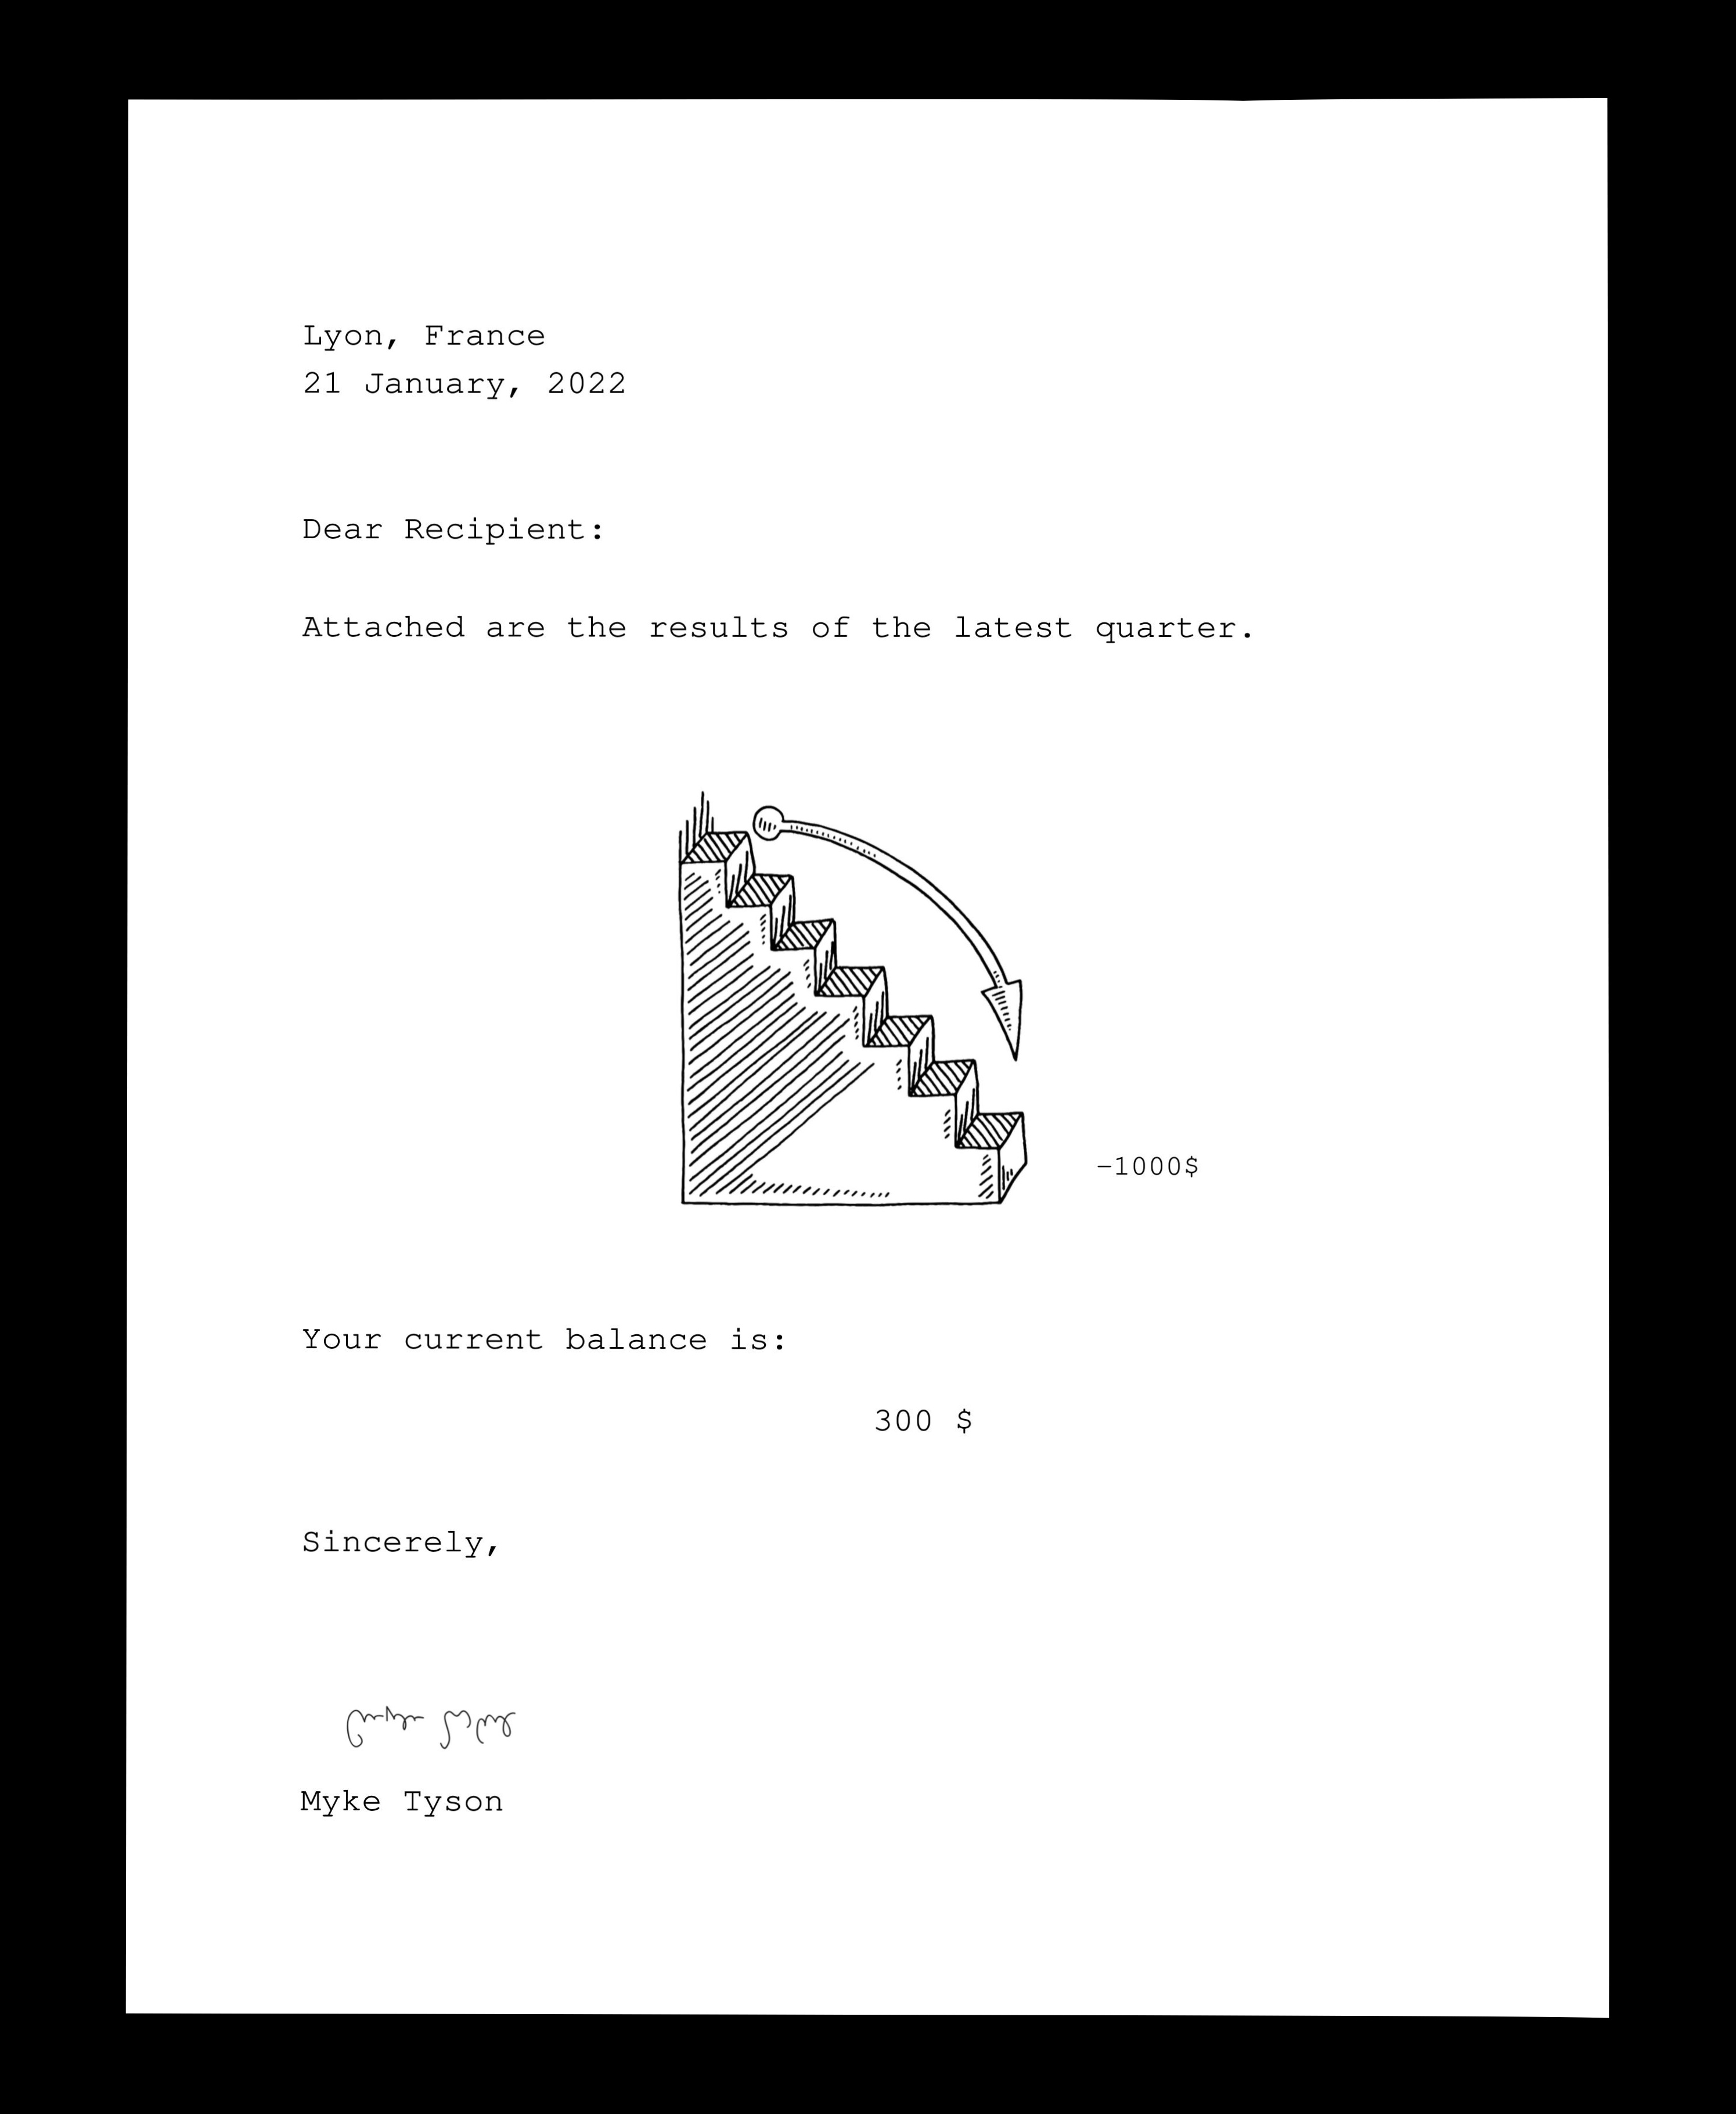 Lyon, France
21 January, 2022
Dear Recipient:
Attached are the results of the latest quarter.
-1000$
Your current balance is:
300 $
Sincerely,
Myke Tyson